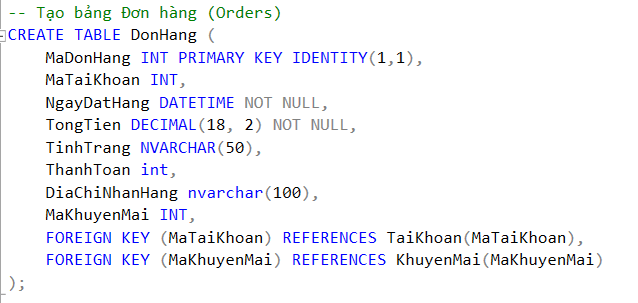 -- Tạo bảng Đơn hàng (Orders)
CREATE TABLE DonHang (
    MaDonHang INT PRIMARY KEY IDENTITY(1,1),
    MaTaiKhoan INT,
    NgayDatHang DATETIME NOT NULL,
    TongTien DECIMAL(18, 2) NOT NULL,
    TinhTrang NVARCHAR(50),
    ThanhToan int,
    DiaChiNhanHang nvarchar(100),
    MaKhuyenMai INT,
    FOREIGN KEY (MaTaiKhoan) REFERENCES TaiKhoan(MaTaiKhoan),
    FOREIGN KEY (MaKhuyenMai) REFERENCES KhuyenMai(MaKhuyenMai)
);